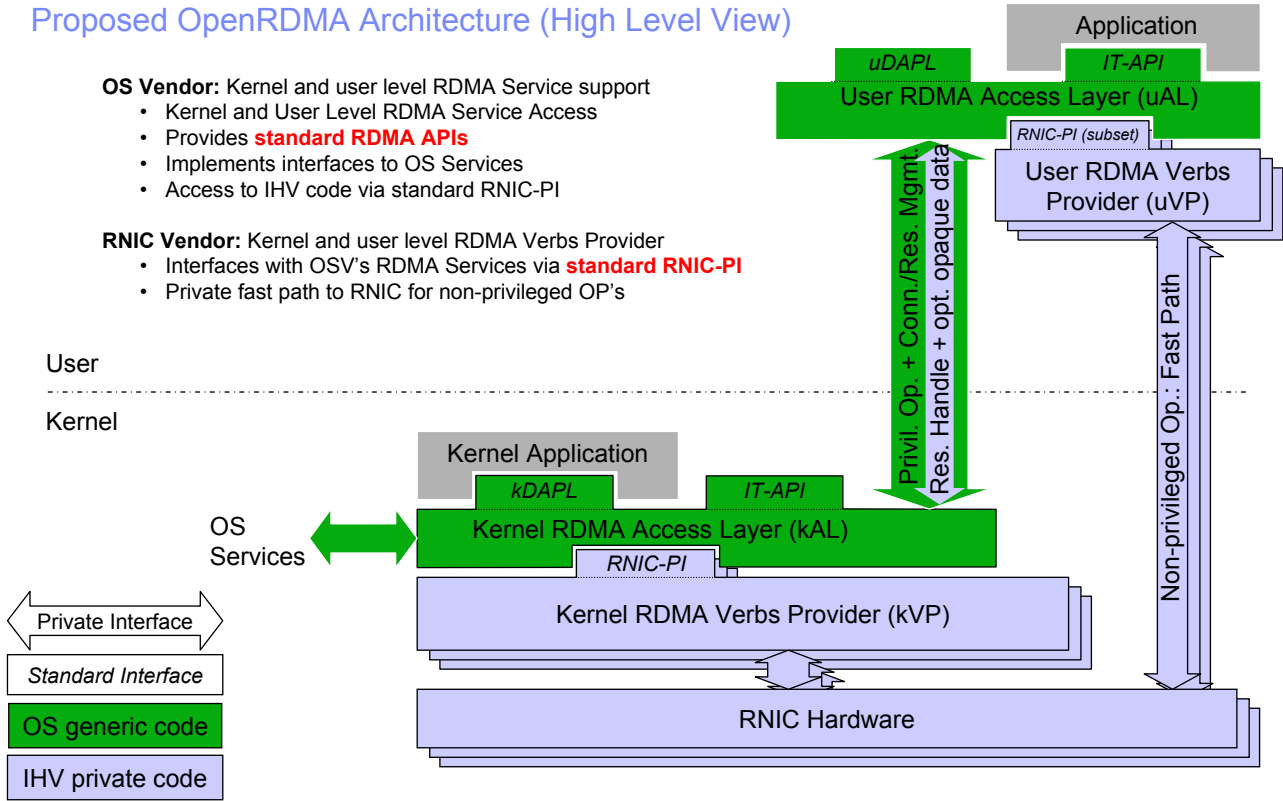 Proposed OpenRDMA Architecture (High Level View)
OS Vendor: Kernel and user level RDMA Service support
• Kernel and User Level RDMA Service Access
• Provides standard RDMA APIs
• Implements interfaces to OS Services
• Access to IHV code via standard RNIC-PI
RNIC Vendor: Kernel and user level RDMA Verbs Provider
• Interfaces with OSV's RDMA Services via standard RNIC-PI
• Private fast path to RNIC for non-privileged OP's
Application
uDAPL
IT-API
User RDMA Access Layer (uAL)
RNIC-PI (subset)
User RDMA Verbs
Provider (uVP)
Privil. Op. + Conn./Res. Mgmt.
Res. Handle + opt. opaque data
Non-privileged Op.: Fast Path
User
Kernel
Kernel Application
kDAPL
IT-API
Kernel RDMA Access Layer (kAL)
OS
Services
RNIC-PI
Kernel RDMA Verbs Provider (kVP)
RNIC Hardware
Private Interface
Standard Interface
OS generic code
IHV private code